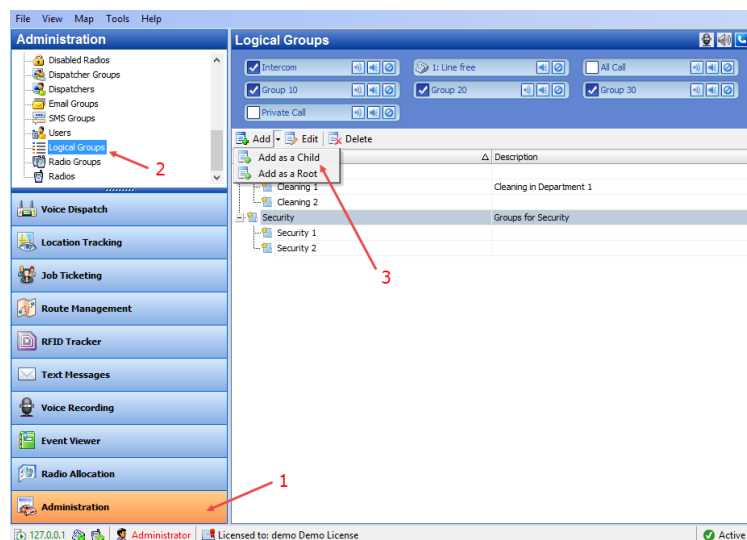 File View Map Tools Help
Administration
Disabled Radios
Dispatcher Groups
Dispatchers
Email Groups
SMS Groups
Users
Logical Groups
Radio Groups
Radios
2
Voice Dispatch
Location Tracking
Job Ticketing
Route Management
RFID Tracker
Text Messages
Voice Recording
Event Viewer
Radio Allocation
Administration
1
Logical Groups
Intercom
1: Line free
All Call
Group 10
Group 20
Group 30
Private Call
Add Edit Delete
Add as a Child
Add as a Root
Description
Cleaning 1 Cleaning in Department 1
Cleaning 2
Security Groups for Security
Security 1
Security 2
3
127.0.0.1 Administrator Licensed to: demo Demo License Active